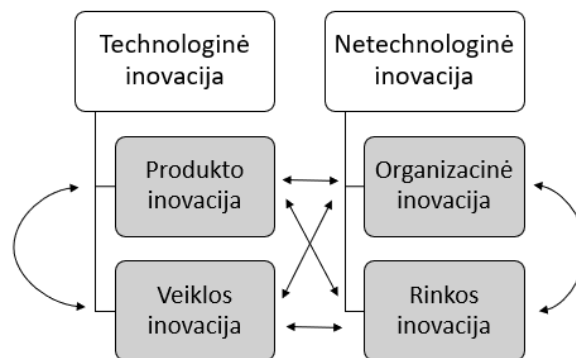 Technologinė
inovacija
Netechnologinė
inovacija
Produkto
inovacija
Organizacinė
inovacija
Veiklos
inovacija
Rinkos
inovacija